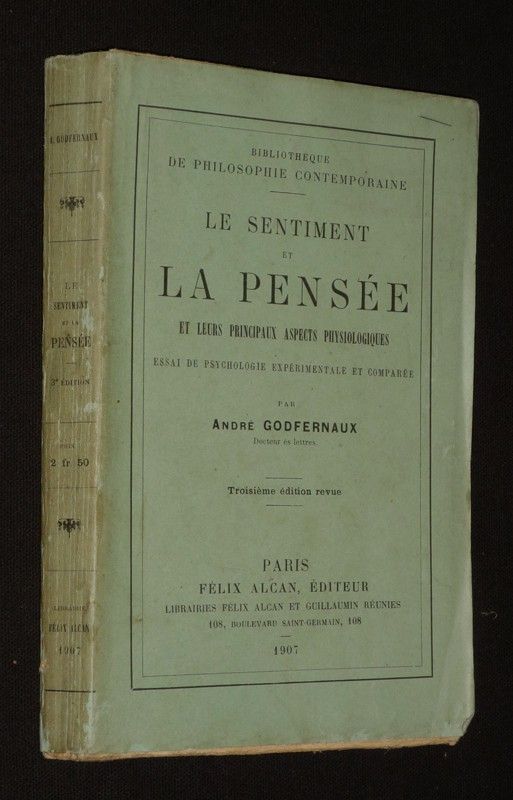 A. GODFERNAUX
LE
SENTIMENT
ET LA
PENSÉE
3e ÉDITION
2 fr 50
LIBRAIRIE
FÉLIX ALCAN
1907
BIBLIOTHÈQUE
DE PHILOSOPHIE CONTEMPORAINE
LE SENTIMENT
ET
LA PENSÉE
ET LEURS PRINCIPAUX ASPECTS PHYSIOLOGIQUES
ESSAI DE PSYCHOLOGIE EXPÉRIMENTALE ET COMPARÉE
PAR
ANDRÉ GODFERNAUX
Docteur ès lettres.
Troisième édition revue
PARIS
FÉLIX ALCAN, ÉDITEUR
LIBRAIRIES FÉLIX ALCAN ET GUILLAUMIN RÉUNIES
108, BOULEVARD SAINT-GERMAIN, 108
1907